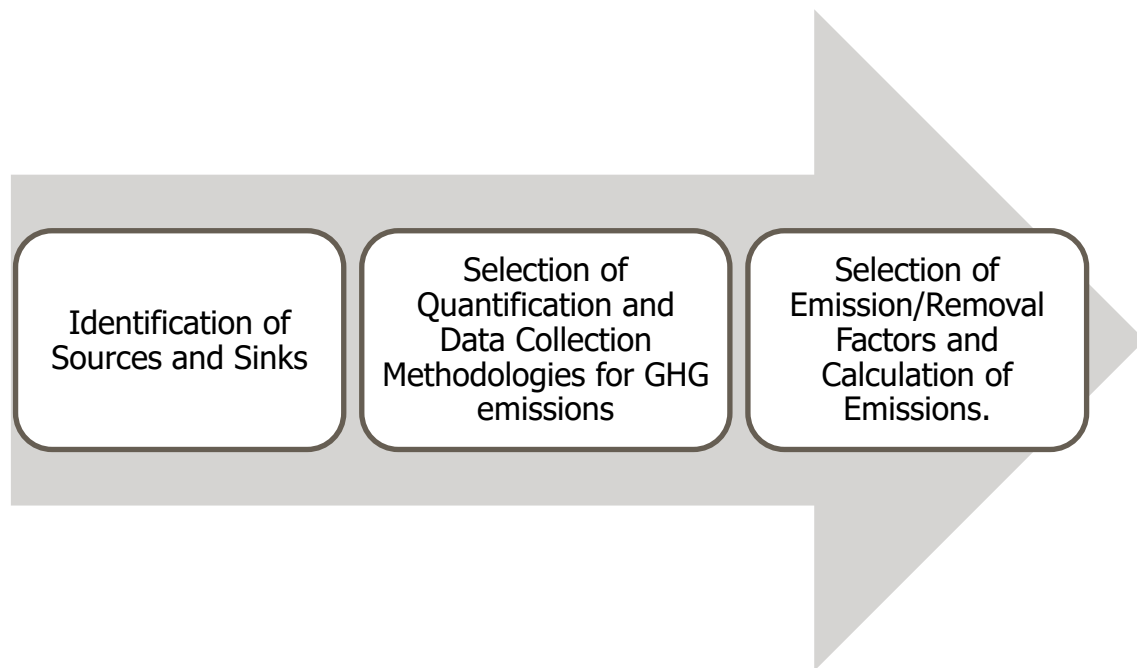 Identification of
Sources and Sinks
Selection of
Quantification and
Data Collection
Methodologies for GHG
emissions
Selection of
Emission/Removal
Factors and
Calculation of
Emissions.